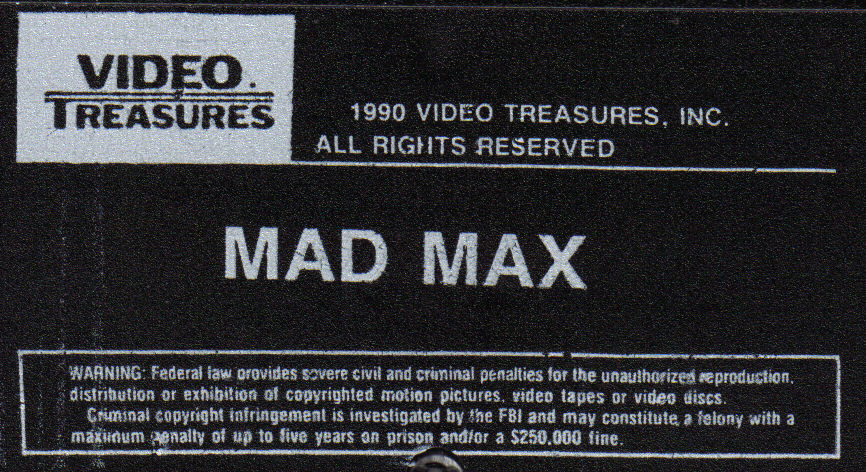 VIDEO
TREASURES
1990 VIDEO TREASURES, INC.
ALL RIGHTS RESERVED
MAD MAX
WARNING: Federal law provides severe civil and criminal penalties for the unauthorized reproduction,
distribution or exhibition of copyrighted motion pictures, video tapes or video discs.
Criminal copyright infringement is investigated by the FBI and may constitute a felony with a
maximum penalty of up to five years on prison and/or a $250,000 fine.